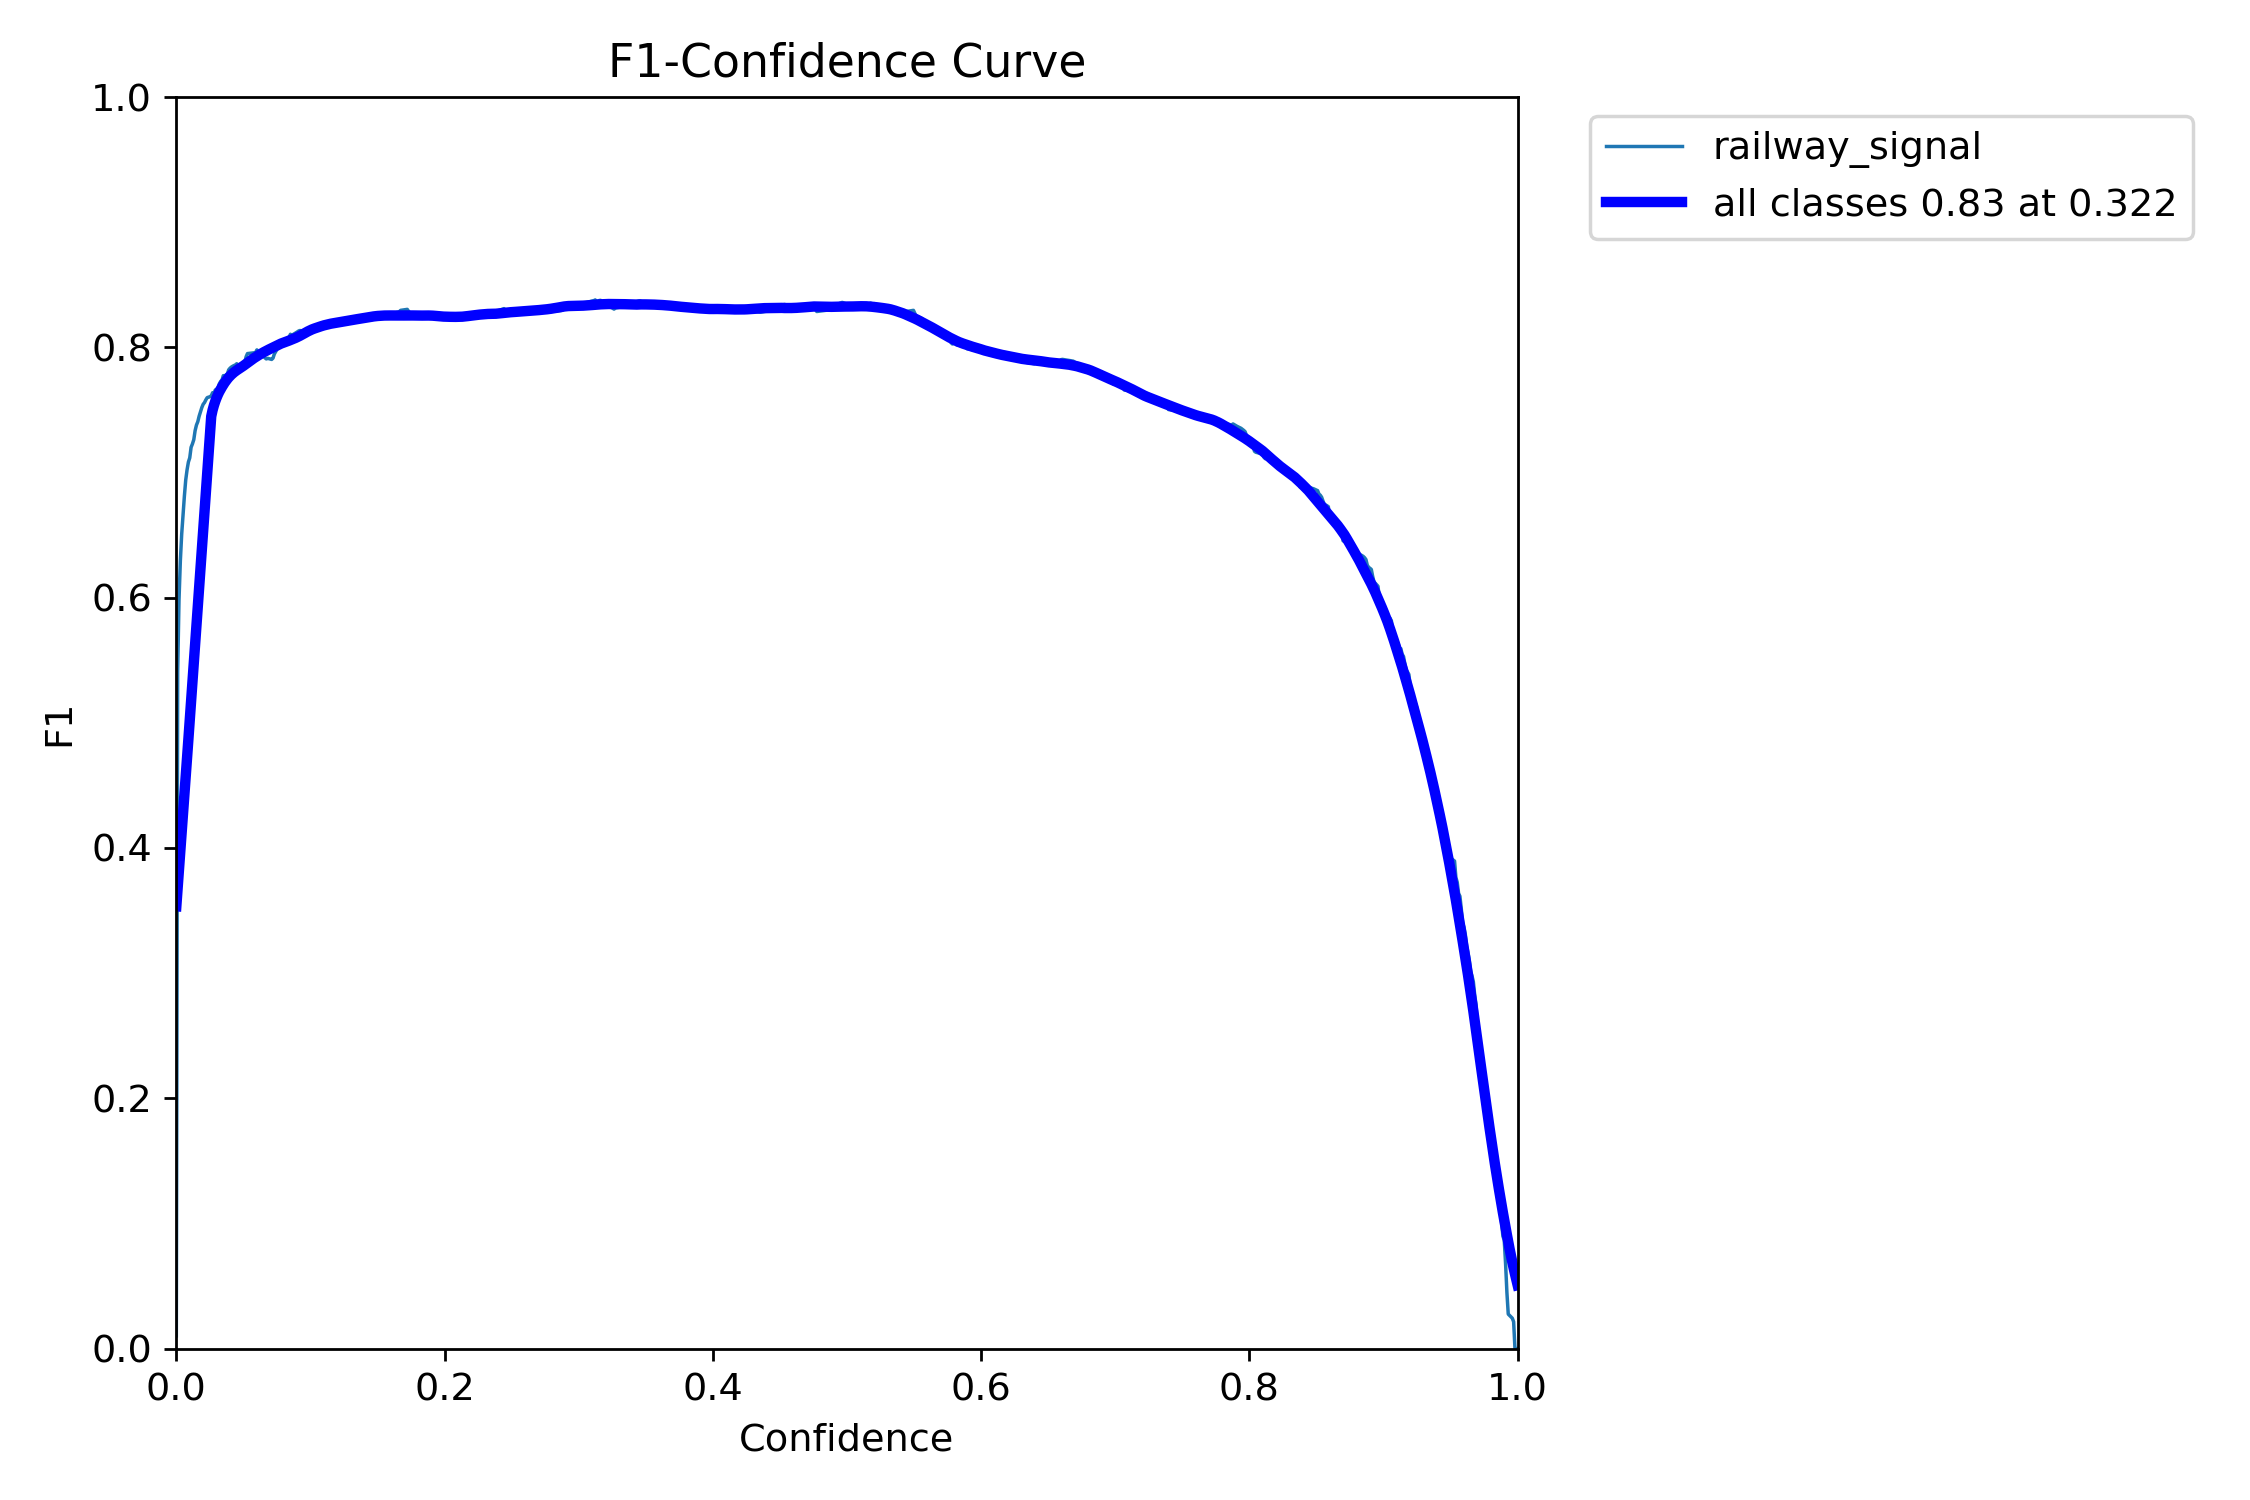 F1-Confidence Curve
1.0
0.8
0.6
0.4
0.2
0.0
F1
0.0 0.2 0.4 0.6 0.8 1.0
Confidence
railway_signal
all classes 0.83 at 0.322